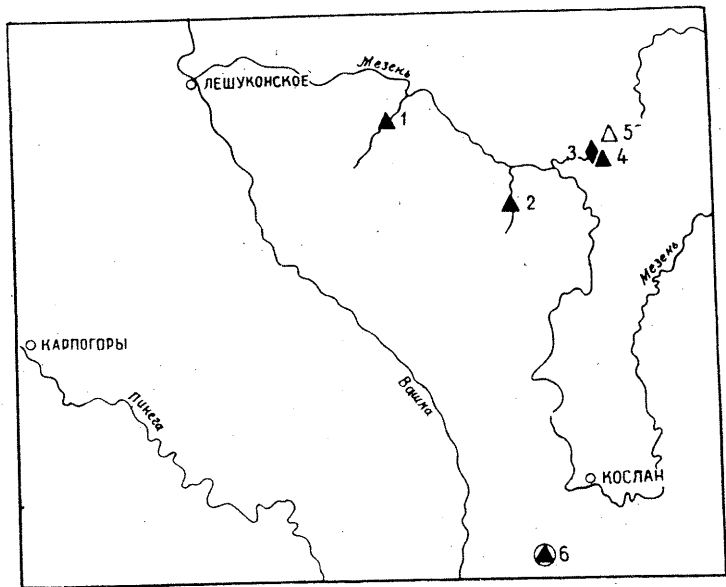 Мезень
ЛЕШУКОНСКОЕ
1
5
3
4
2
Мезень
КАРПОГОРЫ
Пинега
Вашка
КОСЛАН
6